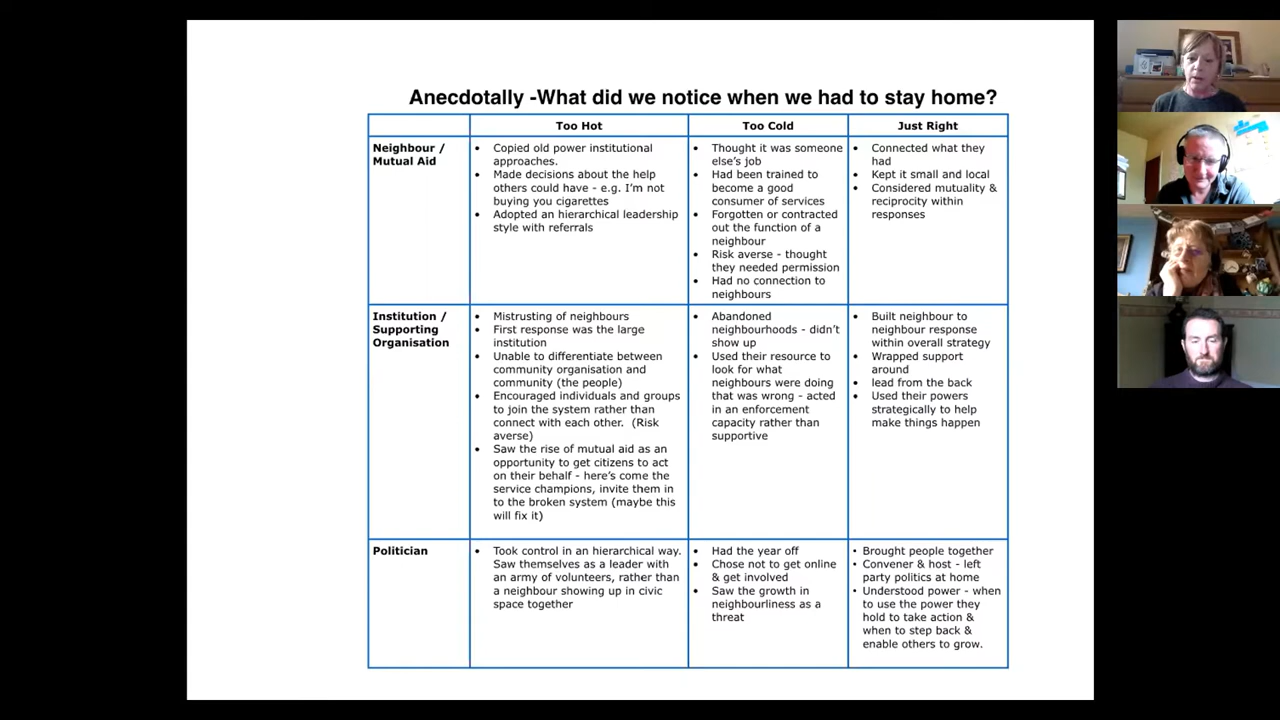 Anecdotally -What did we notice when we had to stay home?
Too Hot
Too Cold
Just Right
Neighbour /
Mutual Aid
• Copied old power institutional
approaches.
• Made decisions about the help
others could have - e.g. I'm not
buying you cigarettes
• Adopted an hierarchical leadership
style with referrals
• Thought it was someone
else's job
• Had been trained to
become a good
consumer of services
• Forgotten or contracted
out the function of a
neighbour
• Risk averse - thought
they needed permission
• Had no connection to
neighbours
• Connected what they
had
• Kept it small and local
• Considered mutuality &
reciprocity within
responses
Institution /
Supporting
Organisation
• Mistrusting of neighbours
• First response was the large
institution
• Unable to differentiate between
community organisation and
community (the people)
• Encouraged individuals and groups
to join the system rather than
connect with each other. (Risk
averse)
• Saw the rise of mutual aid as an
opportunity to get citizens to act
on their behalf - here's come the
service champions, invite them in
to the broken system (maybe this
will fix it)
• Abandoned
neighbourhoods - didn't
show up
• Used their resource to
look for what
neighbours were doing
that was wrong - acted
in an enforcement
capacity rather than
supportive
• Built neighbour to
neighbour response
within overall strategy
• Wrapped support
around
• lead from the back
• Used their powers
strategically to help
make things happen
Politician
• Took control in an hierarchical way.
Saw themselves as a leader with
an army of volunteers, rather than
a neighbour showing up in civic
space together
• Had the year off
• Chose not to get online
& get involved
• Saw the growth in
neighbourliness as a
threat
• Brought people together
• Convener & host - left
party politics at home
• Understood power - when
to use the power they
hold to take action &
when to step back &
enable others to grow.